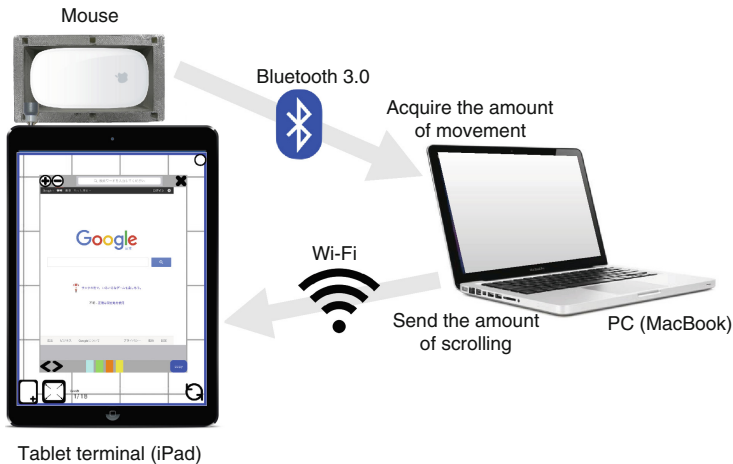 Mouse
Bluetooth 3.0
Acquire the amount
of movement
Google
Wi-Fi
Send the amount
of scrolling
PC (MacBook)
1/18
Tablet terminal (iPad)